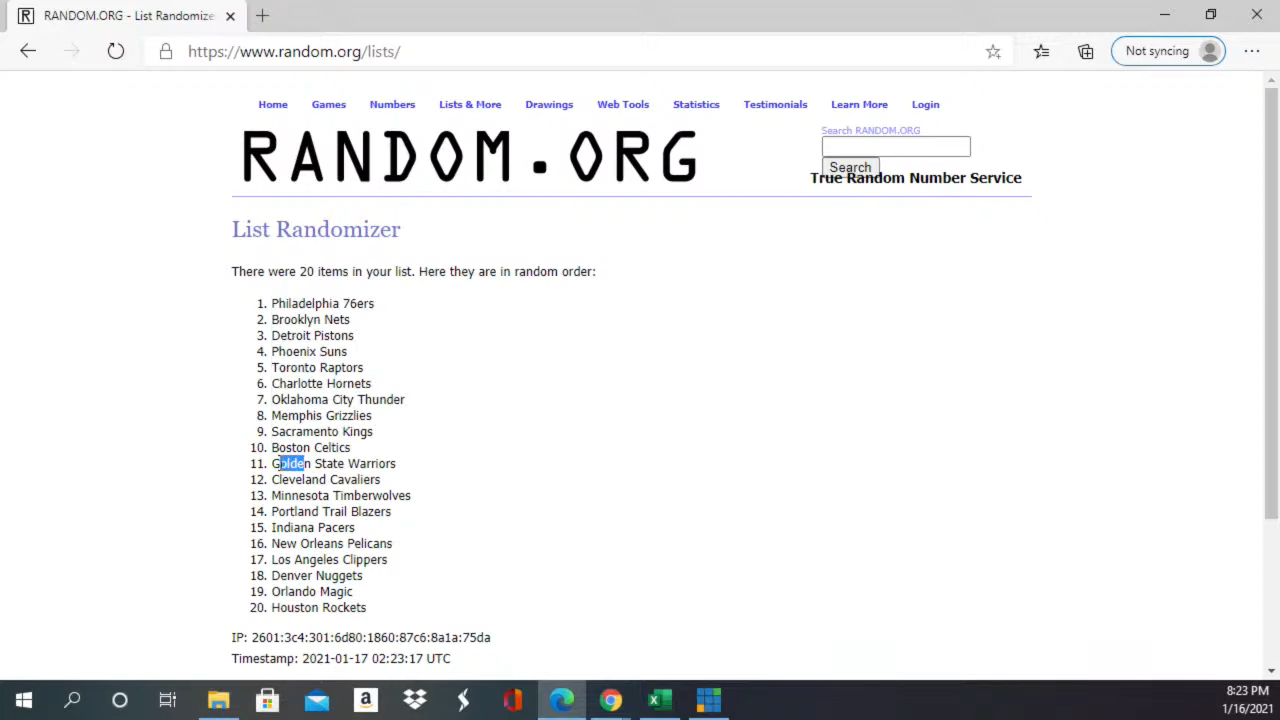 RANDOM.ORG - List Randomize
https://www.random.org/lists/
Not syncing
Home Games Numbers Lists & More Drawings Web Tools Statistics Testimonials Learn More Login
RANDOM.ORG
Search RANDOM.ORG
Search
True Random Number Service
List Randomizer
There were 20 items in your list. Here they are in random order:
1. Philadelphia 76ers
2. Brooklyn Nets
3. Detroit Pistons
4. Phoenix Suns
5. Toronto Raptors
6. Charlotte Hornets
7. Oklahoma City Thunder
8. Memphis Grizzlies
9. Sacramento Kings
10. Boston Celtics
11. Golden State Warriors
12. Cleveland Cavaliers
13. Minnesota Timberwolves
14. Portland Trail Blazers
15. Indiana Pacers
16. New Orleans Pelicans
17. Los Angeles Clippers
18. Denver Nuggets
19. Orlando Magic
20. Houston Rockets
IP: 2601:3c4:301:6d80:1860:87c6:8a1a:75da
Timestamp: 2021-01-17 02:23:17 UTC
8:23 PM
1/16/2021